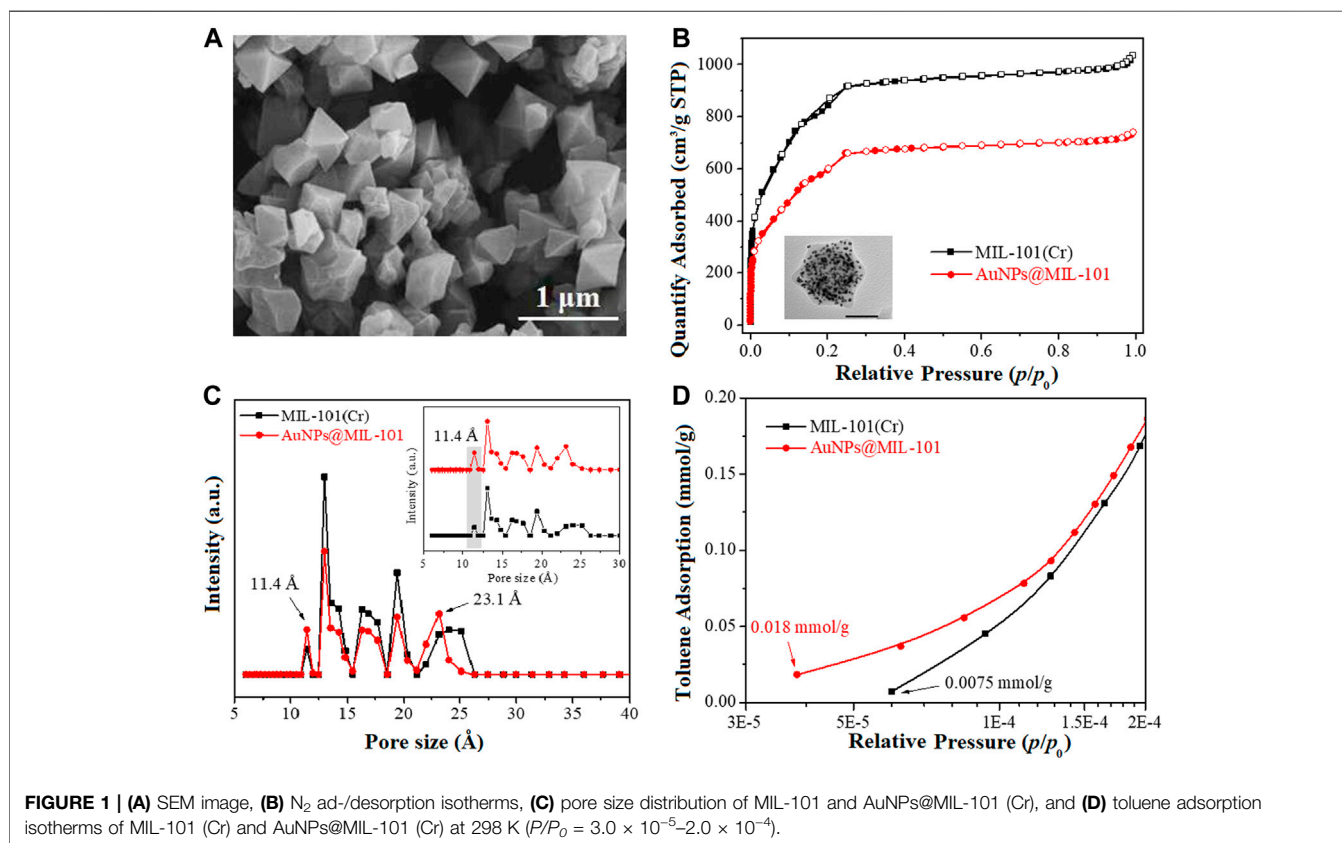 A
1 μm
B
Quantify Adsorbed (cm³/g STP)
1000
800
600
400
200
0
MIL-101(Cr)
AuNPs@MIL-101
0.0 0.2 0.4 0.6 0.8 1.0
Relative Pressure (p/p₀)
C
MIL-101(Cr)
AuNPs@MIL-101
11.4 Å
23.1 Å
Intensity (a.u.)
5 10 15 20 25 30 35 40
Pore size (Å)
11.4 Å
Intensity (a.u.)
5 10 15 20 25 30
Pore size (Å)
D
MIL-101(Cr)
AuNPs@MIL-101
Toluene Adsorption (mmol/g)
0.20
0.15
0.10
0.05
0.00
0.018 mmol/g
0.0075 mmol/g
3E-5 5E-5 1E-4 1.5E-4 2E-4
Relative Pressure (p/p₀)
FIGURE 1 | (A) SEM image, (B) N₂ ad-/desorption isotherms, (C) pore size distribution of MIL-101 and AuNPs@MIL-101 (Cr), and (D) toluene adsorption
isotherms of MIL-101 (Cr) and AuNPs@MIL-101 (Cr) at 298 K (P/P₀ = 3.0 × 10⁻⁵–2.0 × 10⁻⁴).